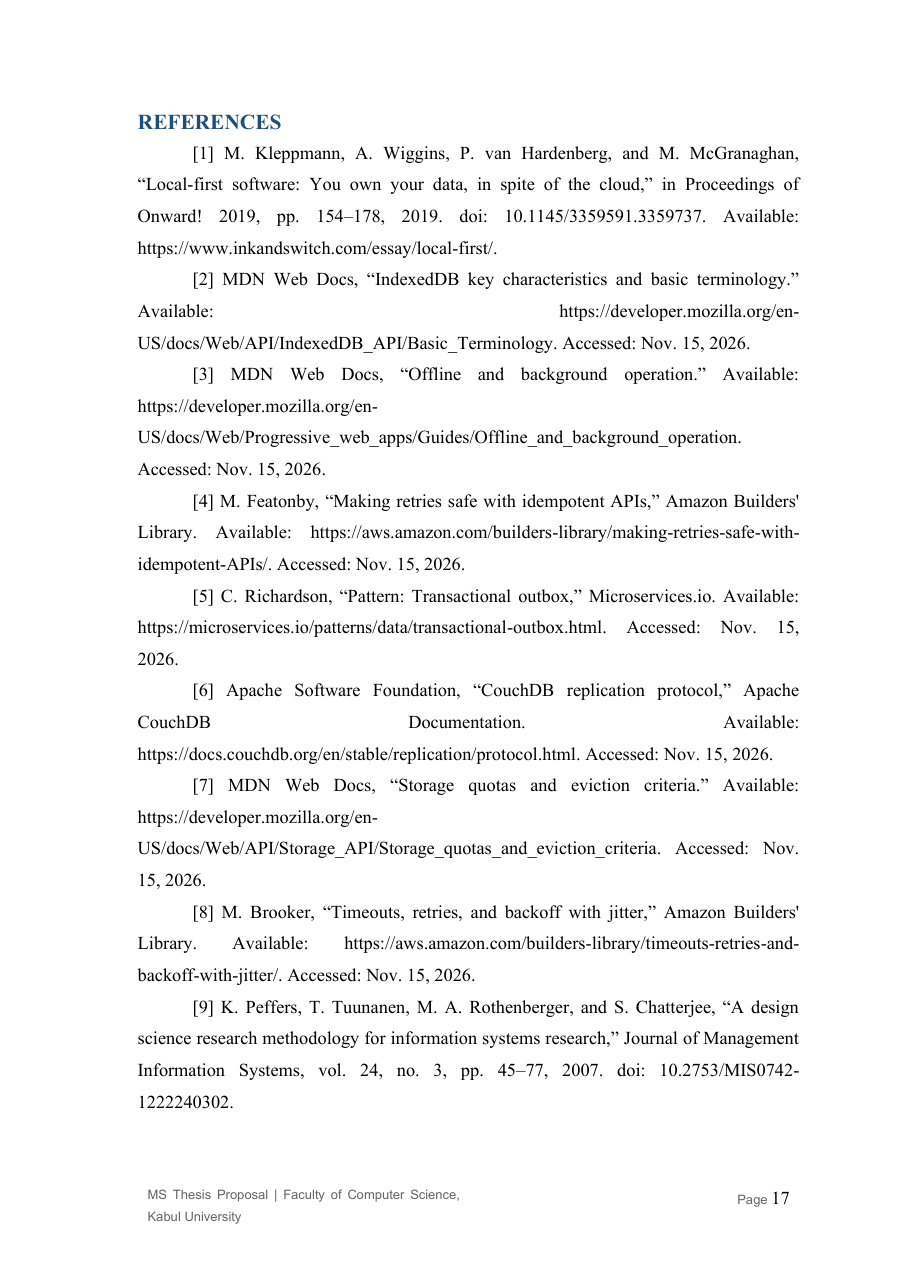 REFERENCES
[1] M. Kleppmann, A. Wiggins, P. van Hardenberg, and M. McGranaghan,
“Local-first software: You own your data, in spite of the cloud,” in Proceedings of
Onward! 2019, pp. 154–178, 2019. doi: 10.1145/3359591.3359737. Available:
https://www.inkandswitch.com/essay/local-first/.
[2] MDN Web Docs, “IndexedDB key characteristics and basic terminology.”
Available: https://developer.mozilla.org/en-
US/docs/Web/API/IndexedDB_API/Basic_Terminology. Accessed: Nov. 15, 2026.
[3] MDN Web Docs, “Offline and background operation.” Available:
https://developer.mozilla.org/en-
US/docs/Web/Progressive_web_apps/Guides/Offline_and_background_operation.
Accessed: Nov. 15, 2026.
[4] M. Featonby, “Making retries safe with idempotent APIs,” Amazon Builders'
Library. Available: https://aws.amazon.com/builders-library/making-retries-safe-with-
idempotent-APIs/. Accessed: Nov. 15, 2026.
[5] C. Richardson, “Pattern: Transactional outbox,” Microservices.io. Available:
https://microservices.io/patterns/data/transactional-outbox.html. Accessed: Nov. 15,
2026.
[6] Apache Software Foundation, “CouchDB replication protocol,” Apache
CouchDB Documentation. Available:
https://docs.couchdb.org/en/stable/replication/protocol.html. Accessed: Nov. 15, 2026.
[7] MDN Web Docs, “Storage quotas and eviction criteria.” Available:
https://developer.mozilla.org/en-
US/docs/Web/API/Storage_API/Storage_quotas_and_eviction_criteria. Accessed: Nov.
15, 2026.
[8] M. Brooker, “Timeouts, retries, and backoff with jitter,” Amazon Builders'
Library. Available: https://aws.amazon.com/builders-library/timeouts-retries-and-
backoff-with-jitter/. Accessed: Nov. 15, 2026.
[9] K. Peffers, T. Tuunanen, M. A. Rothenberger, and S. Chatterjee, “A design
science research methodology for information systems research,” Journal of Management
Information Systems, vol. 24, no. 3, pp. 45–77, 2007. doi: 10.2753/MIS0742-
1222240302.
MS Thesis Proposal | Faculty of Computer Science,
Kabul University
Page 17